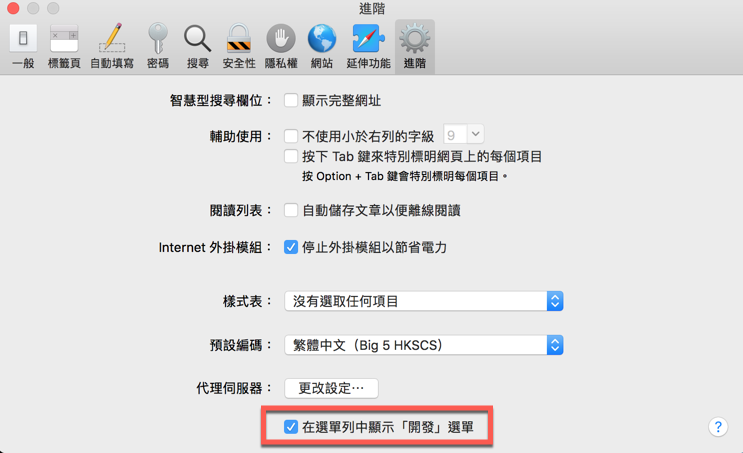 進階
一般 標籤頁 自動填寫 密碼 搜尋 安全性 隱私權 網站 延伸功能 進階
智慧型搜尋欄位： 顯示完整網址
輔助使用： 不使用小於右列的字級 9
按下 Tab 鍵來特別標明網頁上的每個項目
按 Option + Tab 鍵會特別標明每個項目。
閱讀列表： 自動儲存文章以便離線閱讀
Internet 外掛模組： 停止外掛模組以節省電力
樣式表： 沒有選取任何項目
預設編碼： 繁體中文（Big 5 HKSCS）
代理伺服器： 更改設定⋯
在選單列中顯示「開發」選單
?